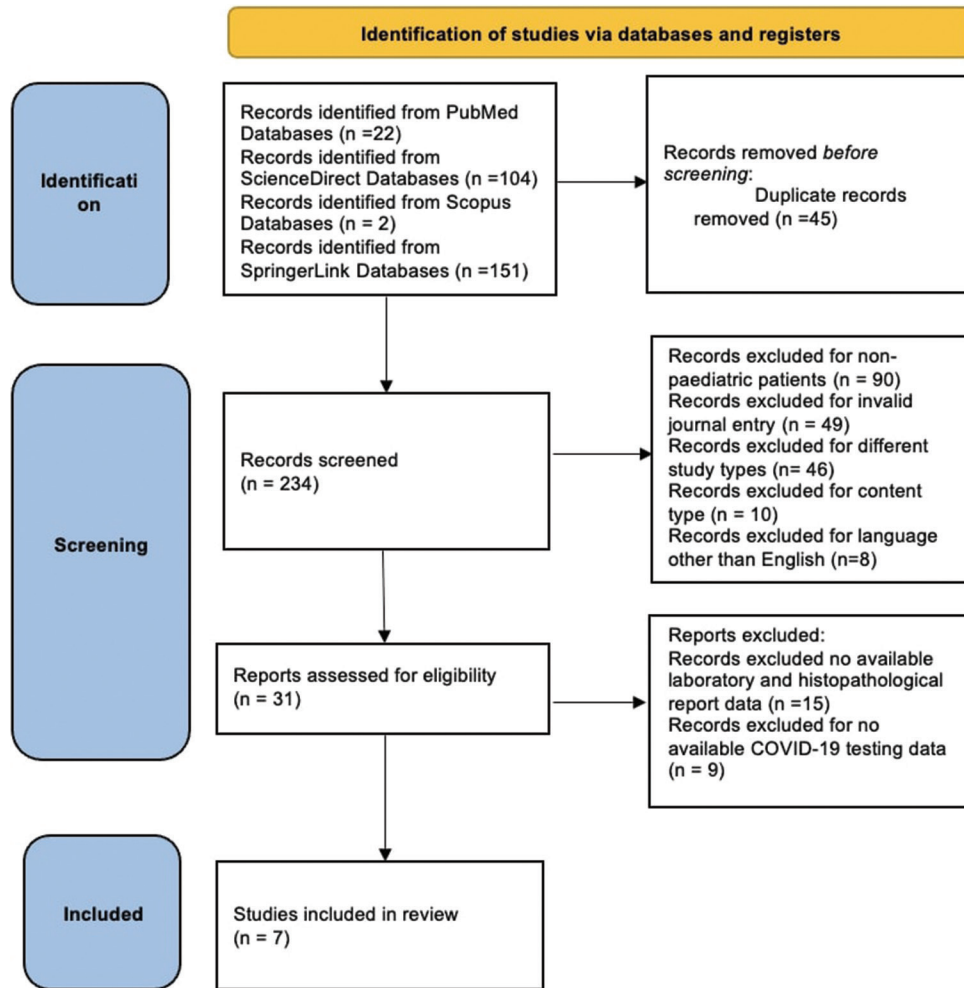 Identification of studies via databases and registers
Identificati
on
Records identified from PubMed
Databases (n =22)
Records identified from
ScienceDirect Databases (n =104)
Records identified from Scopus
Databases (n = 2)
Records identified from
SpringerLink Databases (n =151)
Records removed before
screening:
Duplicate records
removed (n =45)
Screening
Records screened
(n = 234)
Records excluded for non-
paediatric patients (n = 90)
Records excluded for invalid
journal entry (n = 49)
Records excluded for different
study types (n= 46)
Records excluded for content
type (n = 10)
Records excluded for language
other than English (n=8)
Reports assessed for eligibility
(n = 31)
Reports excluded:
Records excluded no available
laboratory and histopathological
report data (n =15)
Records excluded for no
available COVID-19 testing data
(n = 9)
Included
Studies included in review
(n = 7)